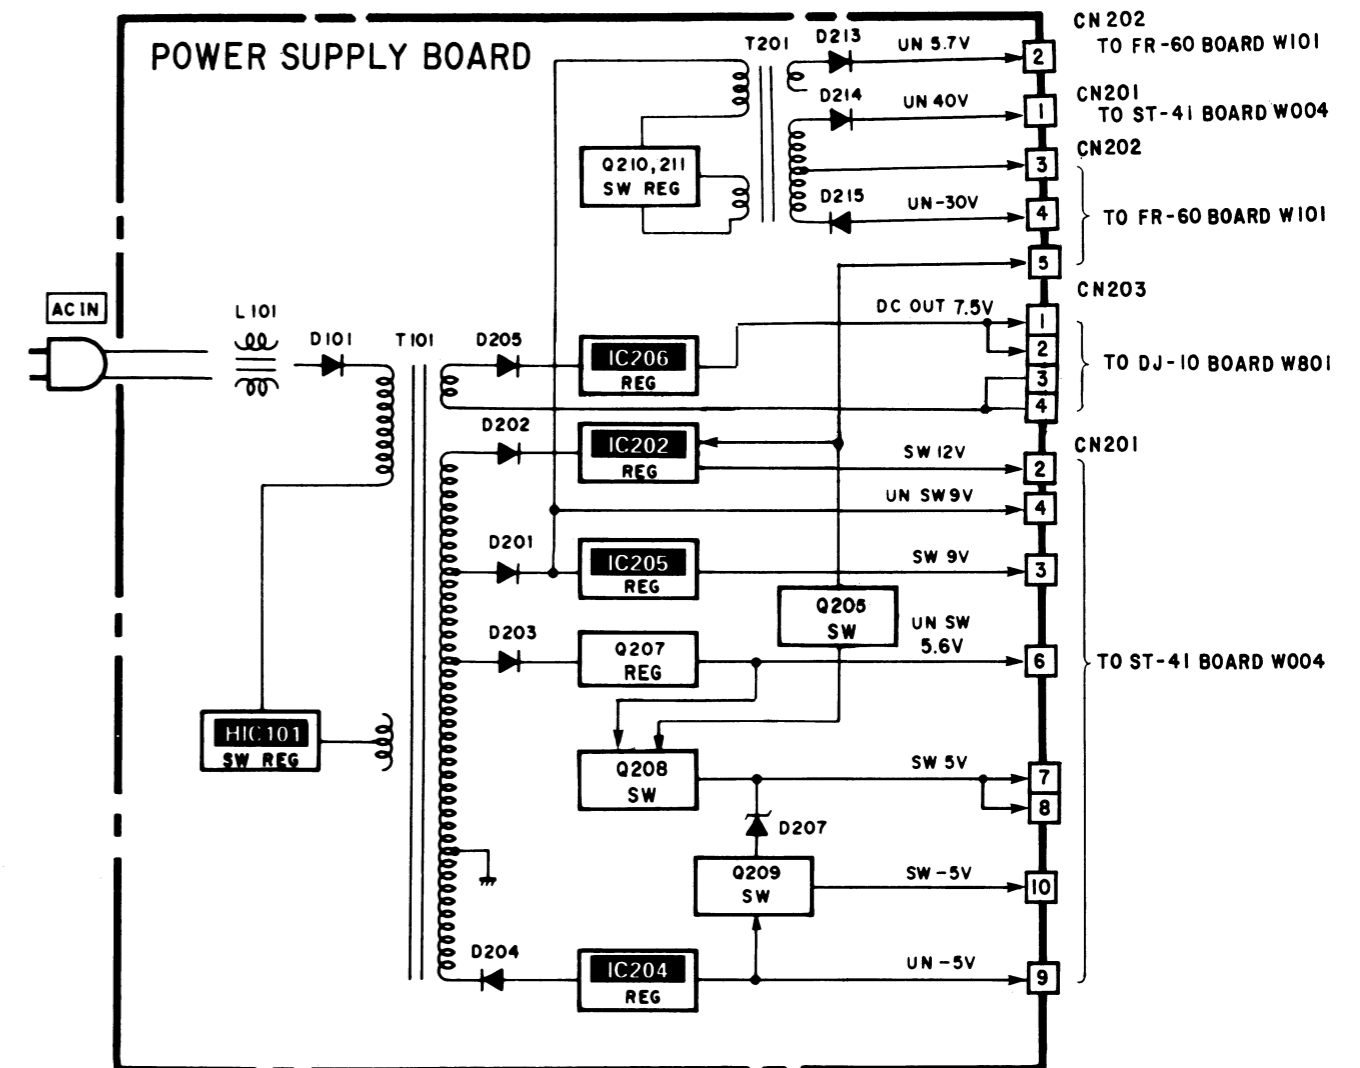 POWER SUPPLY BOARD
T201
D213
UN 5.7V
2
CN202
TO FR-60 BOARD W101
D214
UN 40V
1
CN201
TO ST-41 BOARD W004
Q210,211
SW REG
3
CN202
D215
UN-30V
4
TO FR-60 BOARD W101
5
AC IN
L101
D101
T101
D205
IC206
REG
DC OUT 7.5V
CN203
1
2
3
4
TO DJ-10 BOARD W801
D202
IC202
REG
SW 12V
2
CN201
UN SW9V
4
D201
IC205
REG
SW 9V
3
Q205
SW
D203
Q207
REG
UN SW
5.6V
6
TO ST-41 BOARD W004
HIC101
SW REG
Q208
SW
SW 5V
7
8
D207
Q209
SW
SW -5V
10
D204
IC204
REG
UN -5V
9